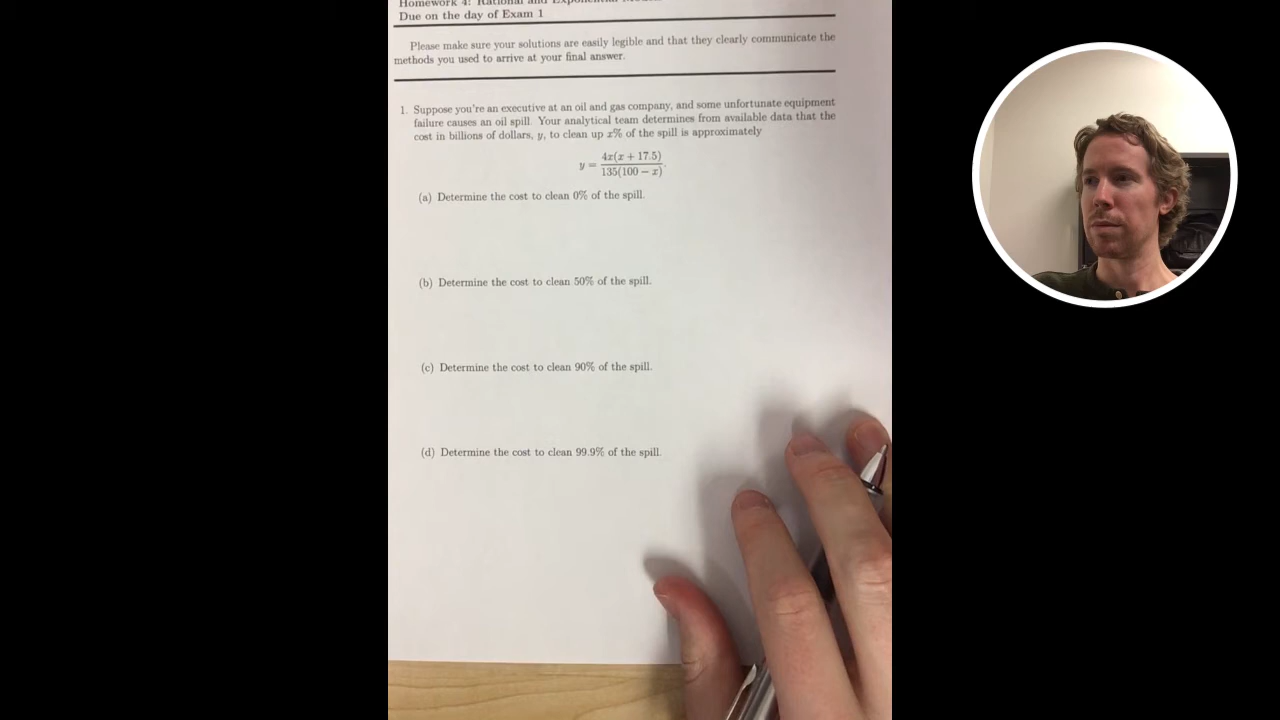 Homework 4: Rational and
Due on the day of Exam 1
Please make sure your solutions are easily legible and that they clearly communicate the
methods you used to arrive at your final answer.
1. Suppose you're an executive at an oil and gas company, and some unfortunate equipment
failure causes an oil spill. Your analytical team determines from available data that the
cost in billions of dollars, y, to clean up x% of the spill is approximately
y = 4x(x + 17.5) / 135(100 − x).
(a) Determine the cost to clean 0% of the spill.
(b) Determine the cost to clean 50% of the spill.
(c) Determine the cost to clean 90% of the spill.
(d) Determine the cost to clean 99.9% of the spill.